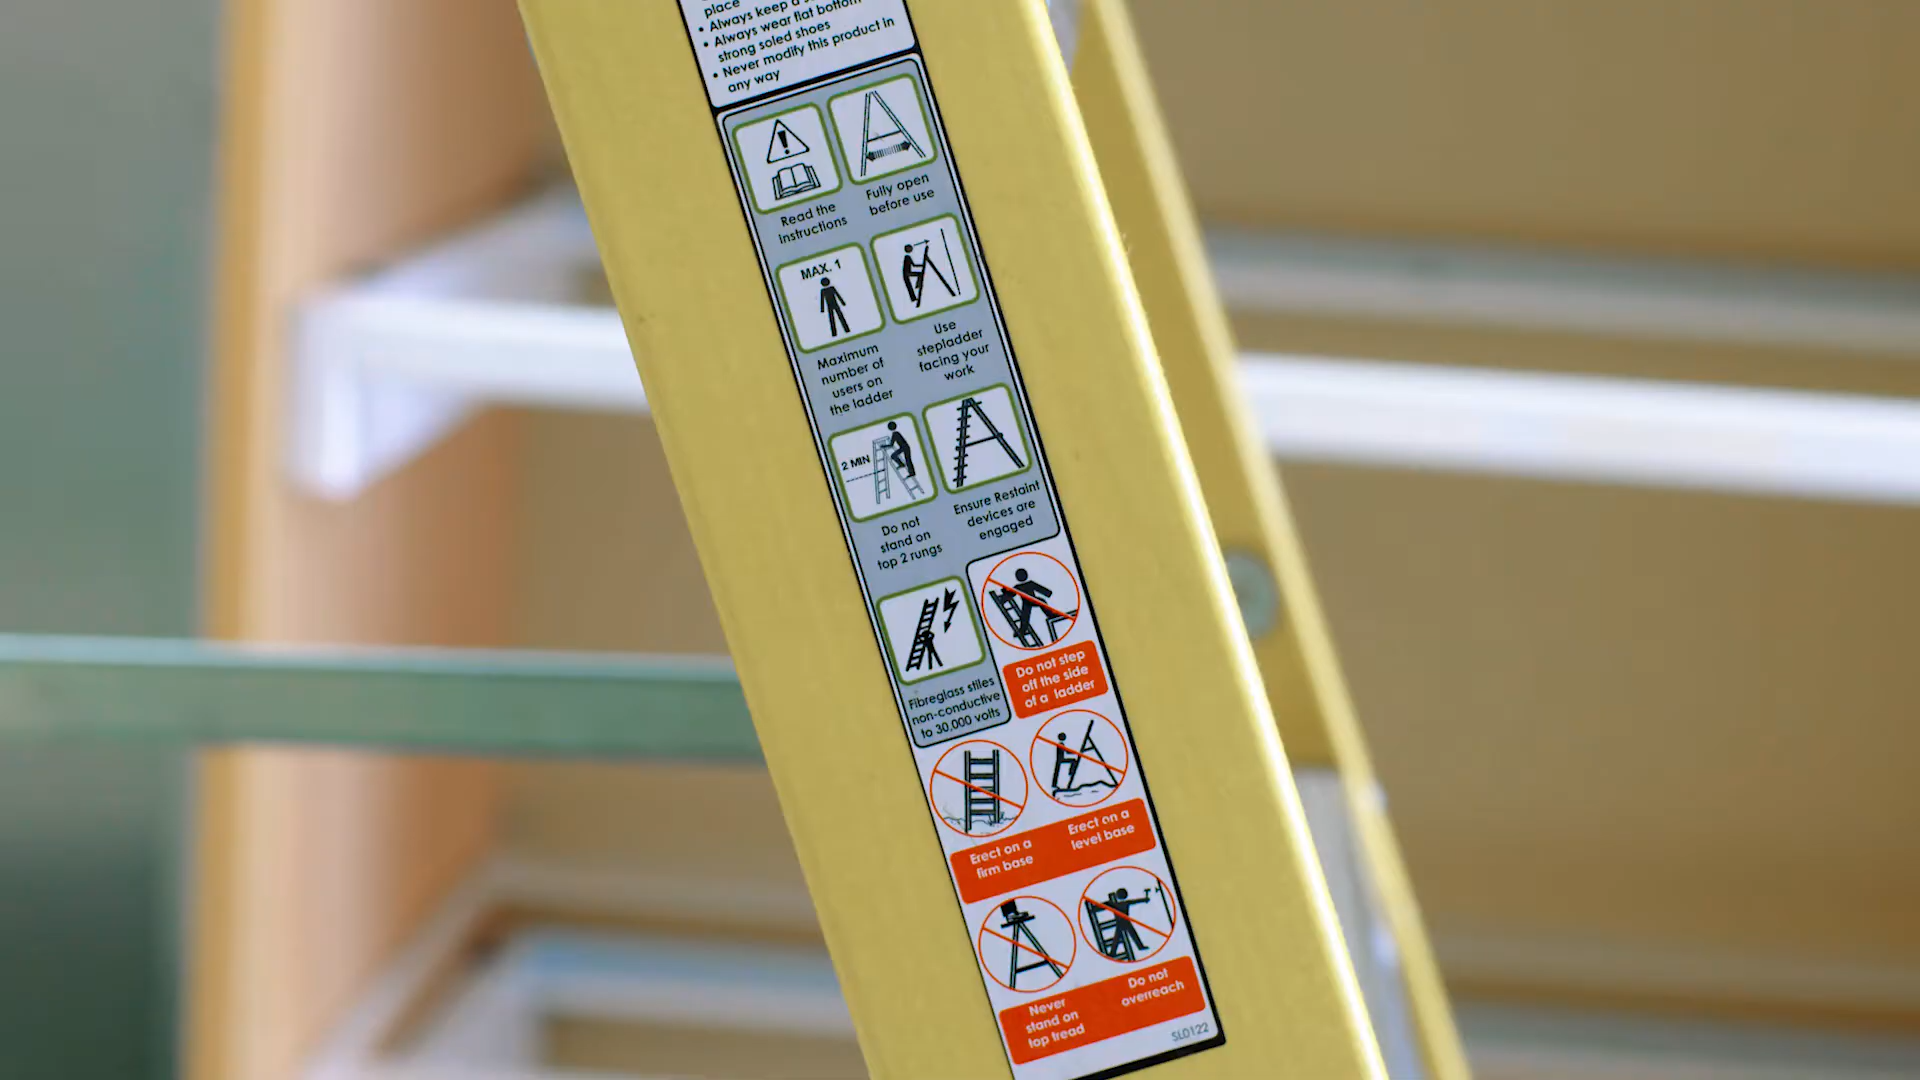 place
• Always keep a
• Always wear flat bottom
strong soled shoes
• Never modify this product in
any way
Read the
instructions
Fully open
before use
MAX. 1
Maximum
number of
users on
the ladder
Use
stepladder
facing your
work
2 MIN
Do not
stand on
top 2 rungs
Ensure Restaint
devices are
engaged
Fibreglass stiles
non-conductive
to 30,000 volts
Do not step
off the side
of a ladder
Erect on a
firm base
Erect on a
level base
Never
stand on
top tread
Do not
overreach
SL0122